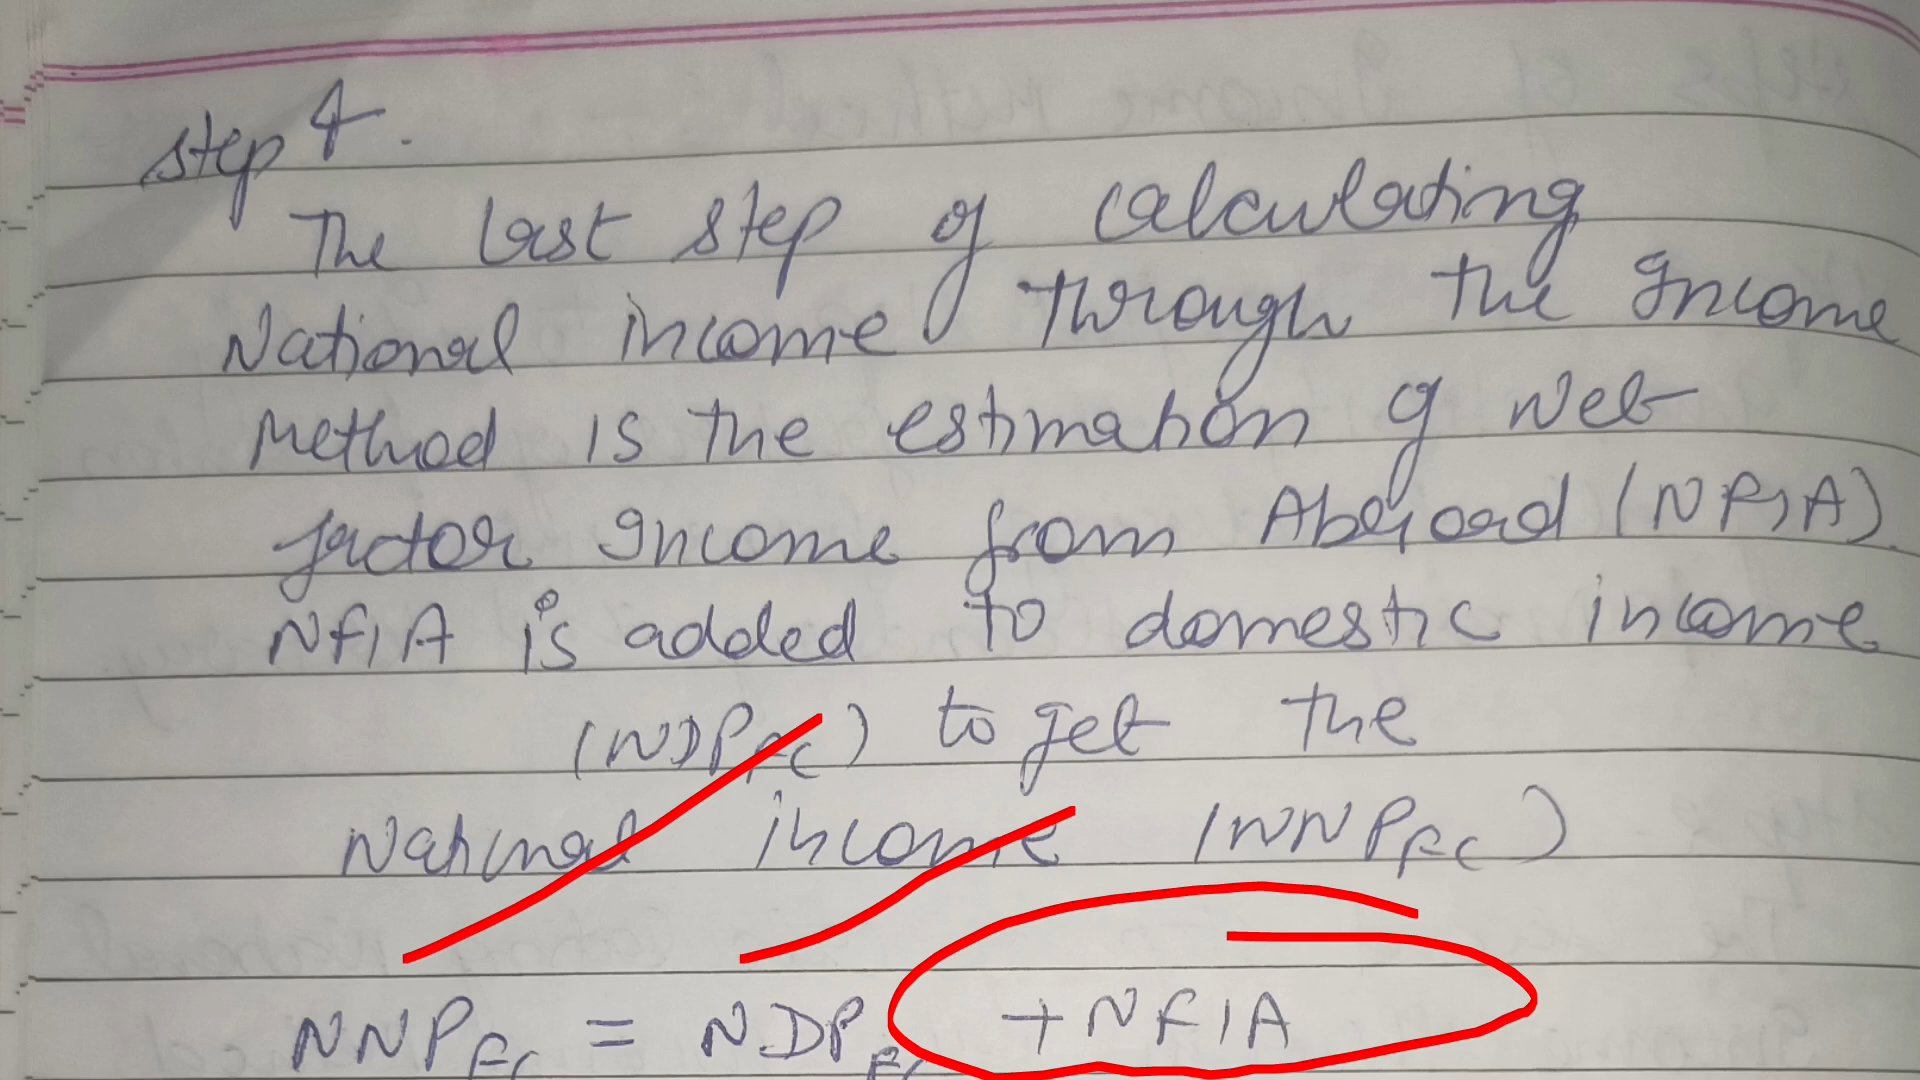 step 4.
The last step of calculating
National income through the Income
Method is the estimation of Net
factor Income from Abroad (NFIA).
NFIA is added to domestic income
(NDPFC) to get the
National income (NNPFC)
NNPFC = NDPFC + NFIA